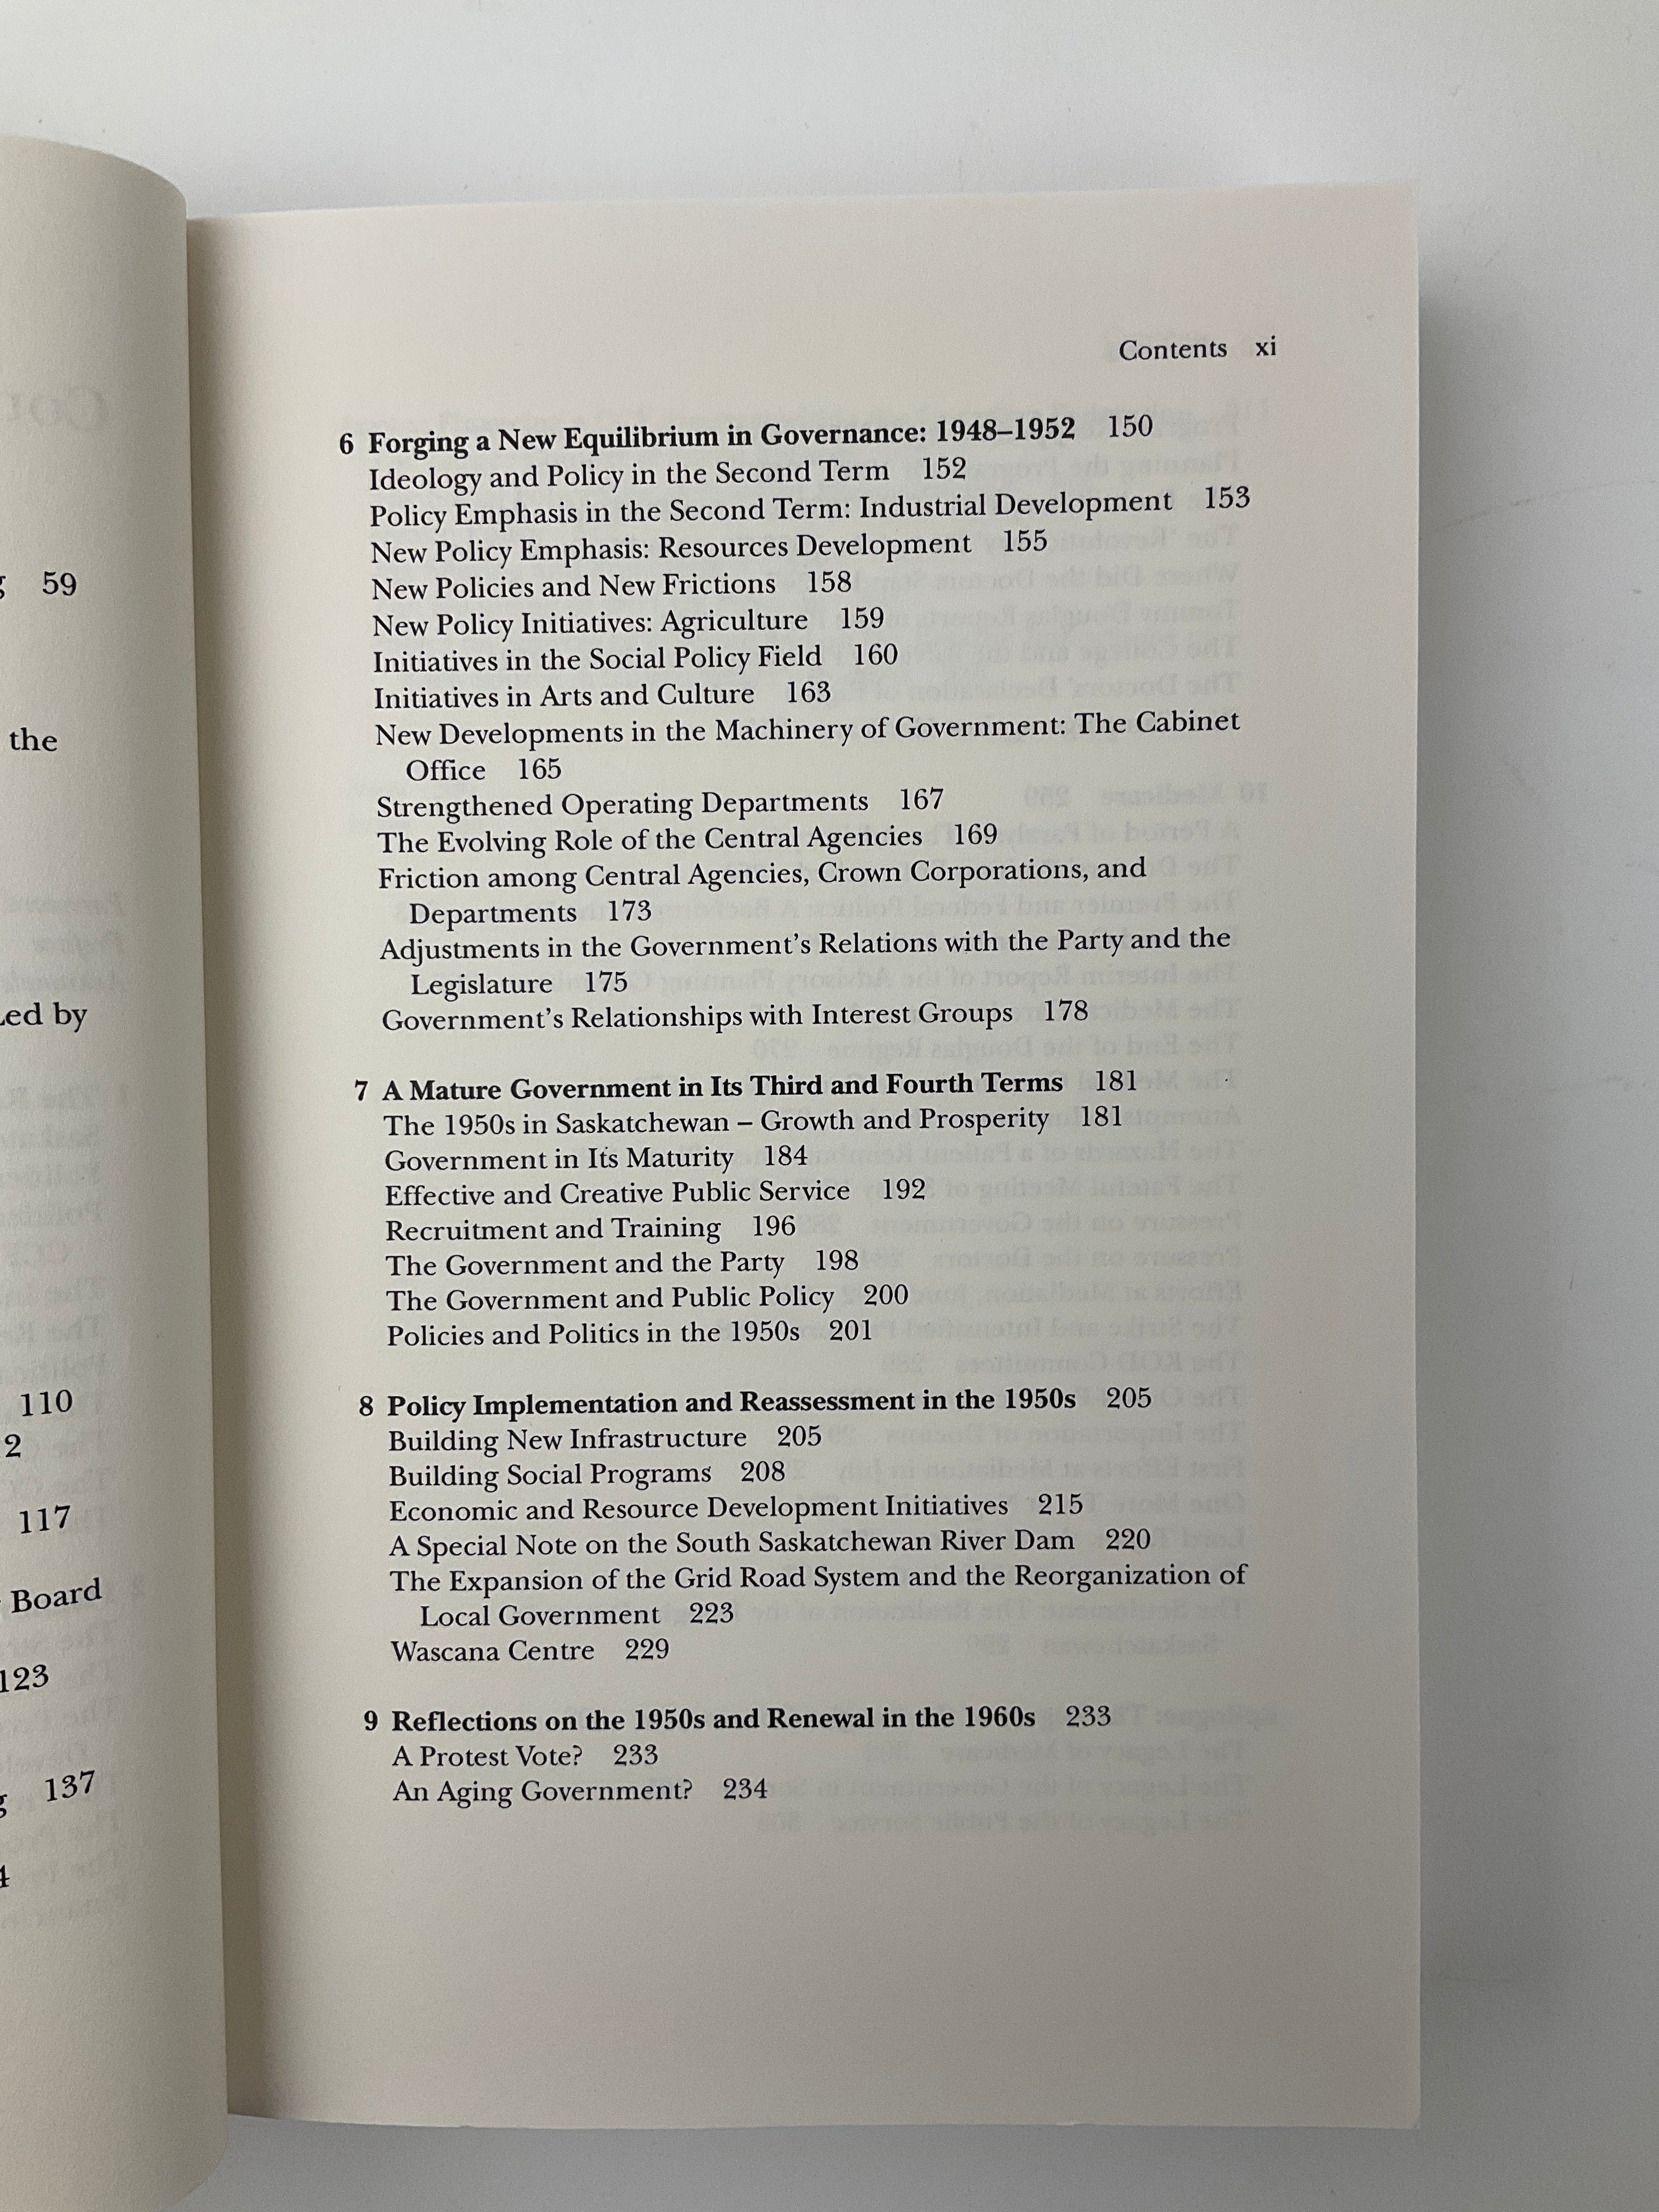 59
the
Led by
110
2
117
Board
123
137
4
Contents xi
6 Forging a New Equilibrium in Governance: 1948–1952 150
Ideology and Policy in the Second Term 152
Policy Emphasis in the Second Term: Industrial Development 153
New Policy Emphasis: Resources Development 155
New Policies and New Frictions 158
New Policy Initiatives: Agriculture 159
Initiatives in the Social Policy Field 160
Initiatives in Arts and Culture 163
New Developments in the Machinery of Government: The Cabinet
Office 165
Strengthened Operating Departments 167
The Evolving Role of the Central Agencies 169
Friction among Central Agencies, Crown Corporations, and
Departments 173
Adjustments in the Government's Relations with the Party and the
Legislature 175
Government's Relationships with Interest Groups 178
7 A Mature Government in Its Third and Fourth Terms 181
The 1950s in Saskatchewan – Growth and Prosperity 181
Government in Its Maturity 184
Effective and Creative Public Service 192
Recruitment and Training 196
The Government and the Party 198
The Government and Public Policy 200
Policies and Politics in the 1950s 201
8 Policy Implementation and Reassessment in the 1950s 205
Building New Infrastructure 205
Building Social Programs 208
Economic and Resource Development Initiatives 215
A Special Note on the South Saskatchewan River Dam 220
The Expansion of the Grid Road System and the Reorganization of
Local Government 223
Wascana Centre 229
9 Reflections on the 1950s and Renewal in the 1960s 233
A Protest Vote? 233
An Aging Government? 234